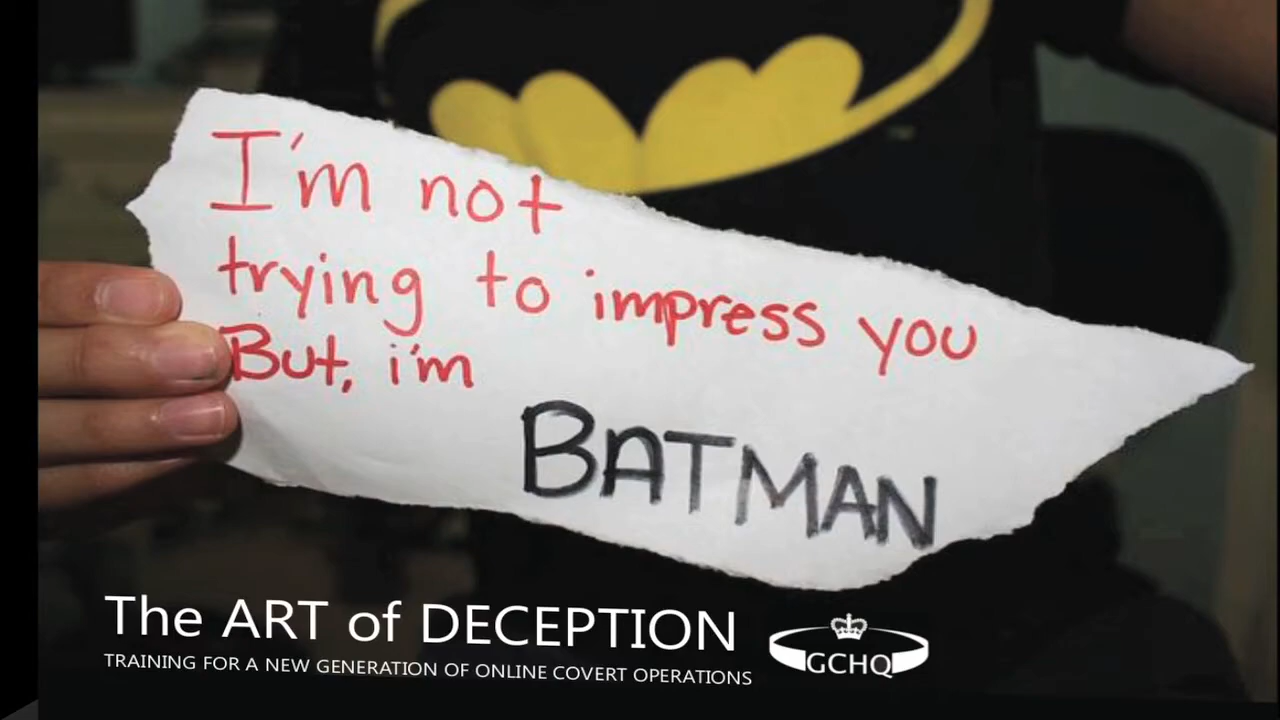 I'm not
trying to impress you
But, i'm
BATMAN
The ART of DECEPTION
TRAINING FOR A NEW GENERATION OF ONLINE COVERT OPERATIONS
GCHQ